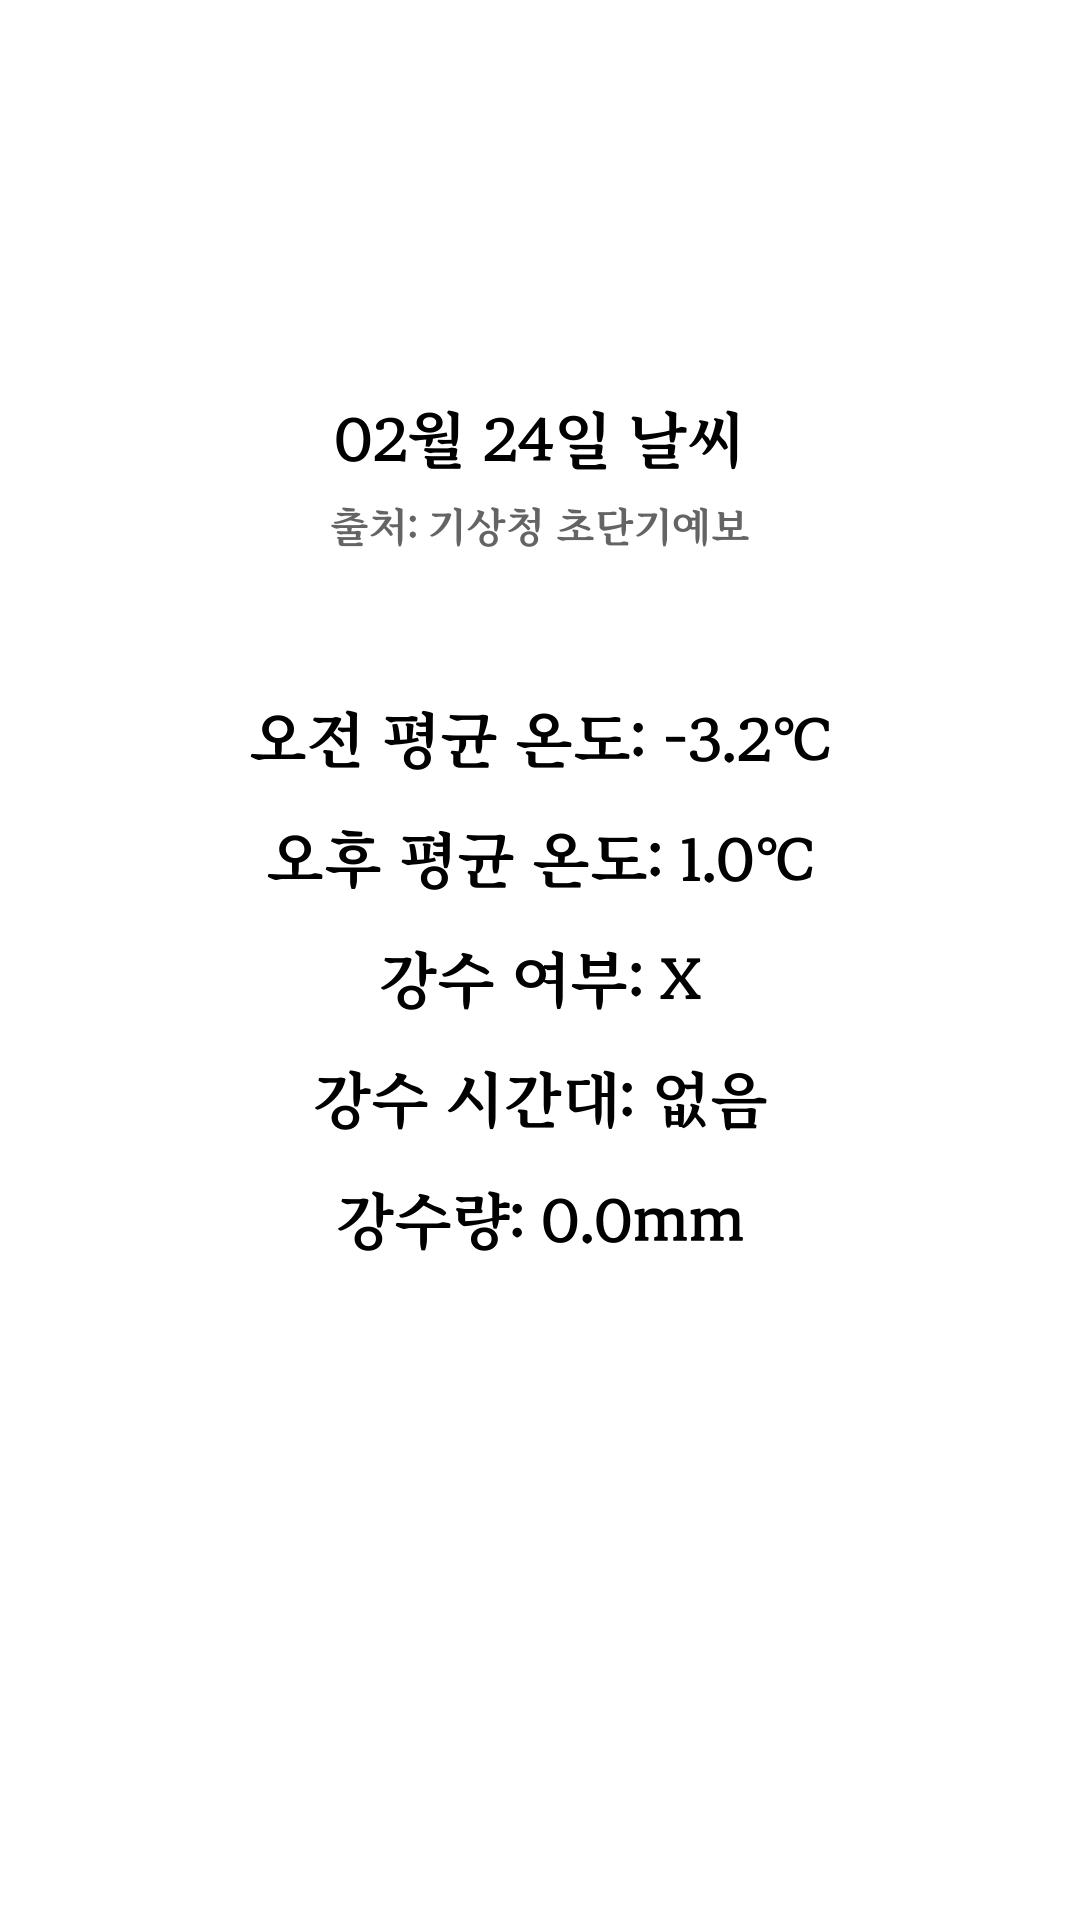 02월 24일 날씨
출처: 기상청 초단기예보
오전 평균 온도: -3.2℃
오후 평균 온도: 1.0℃
강수 여부: X
강수 시간대: 없음
강수량: 0.0mm